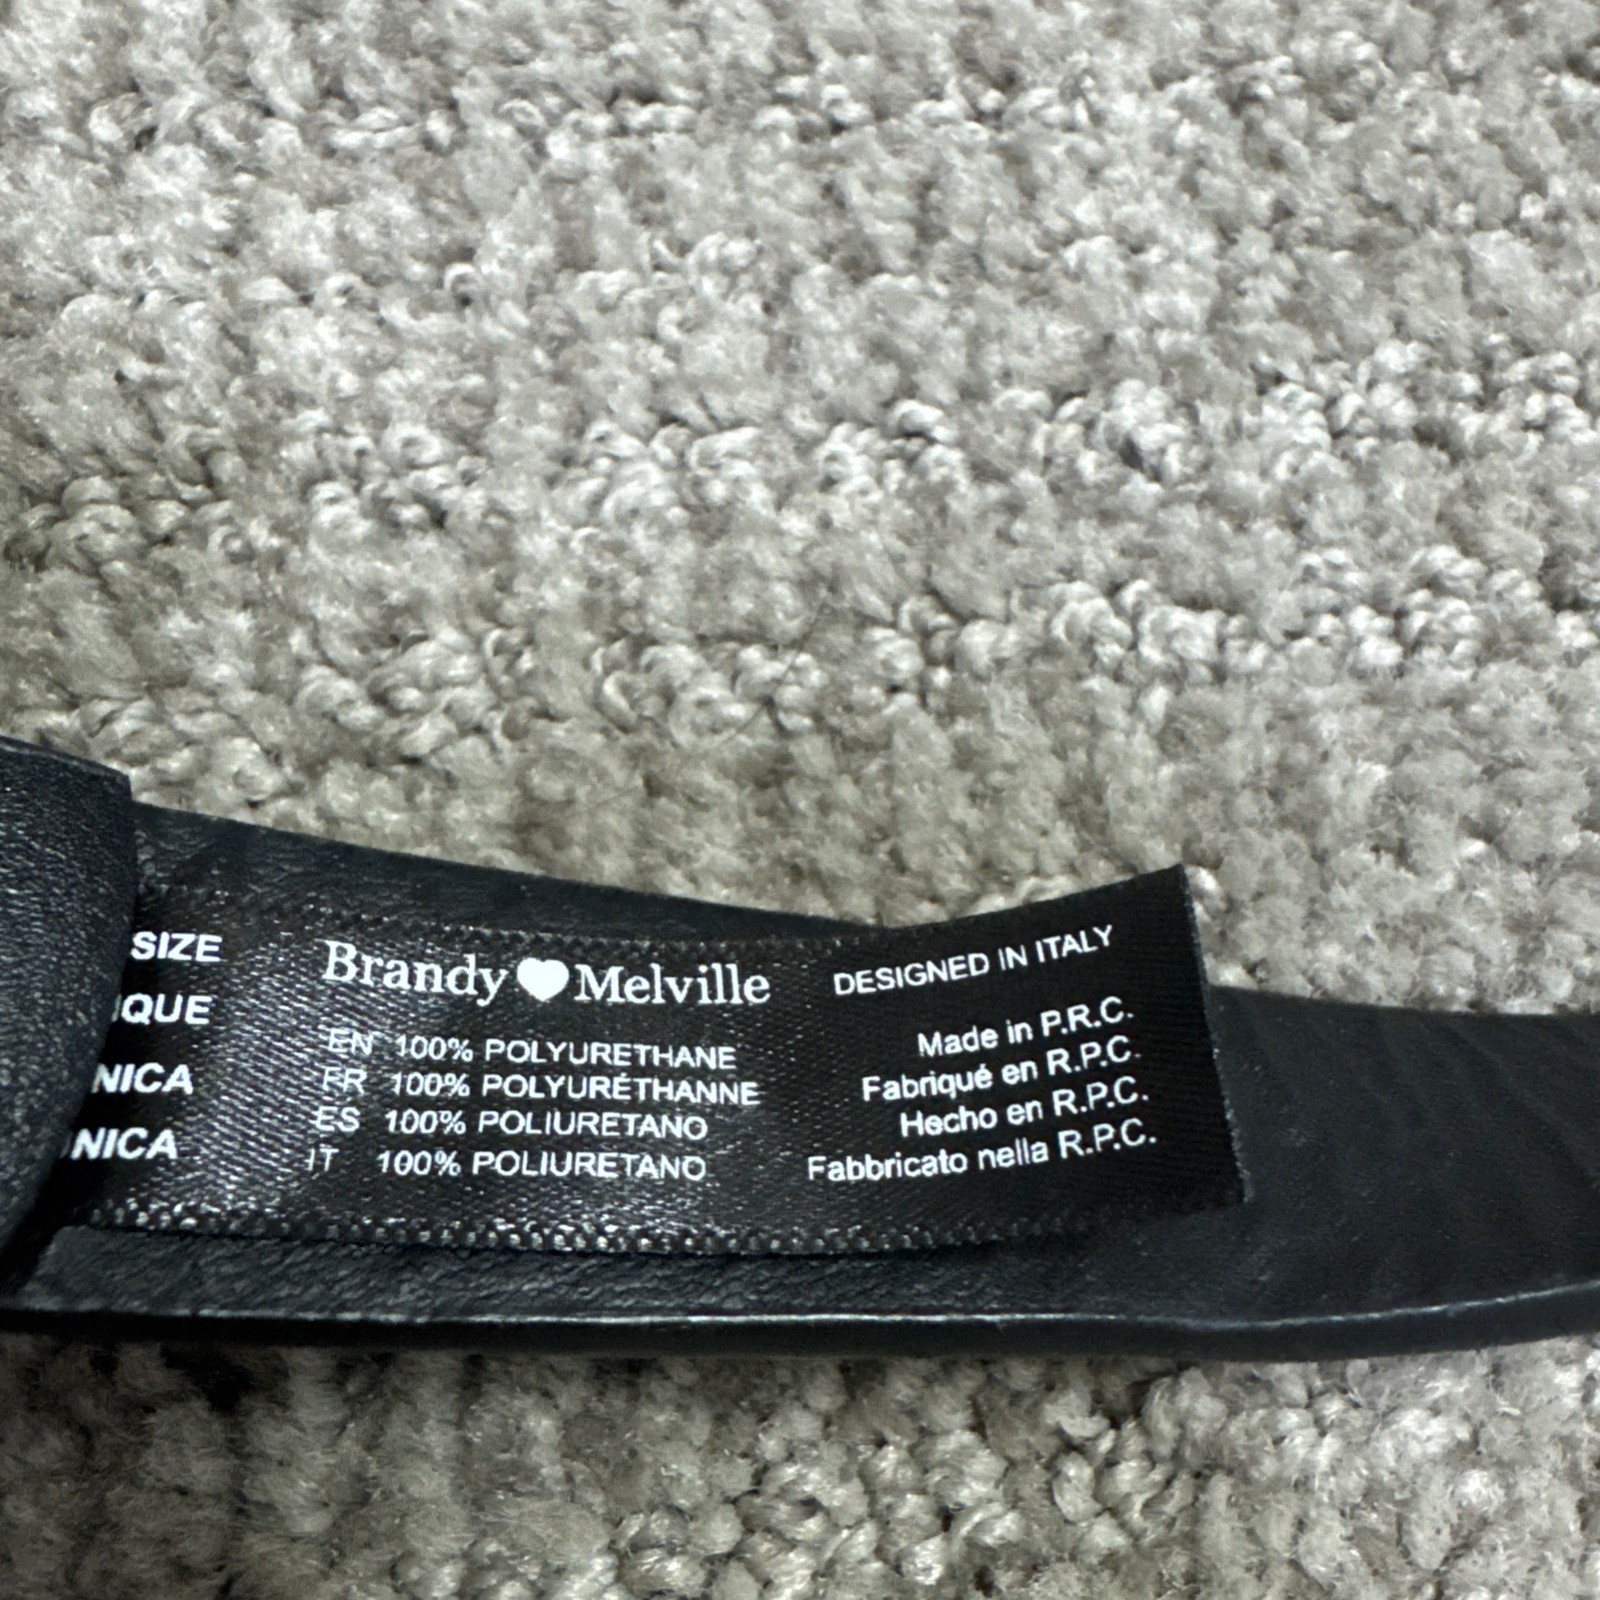 SIZE
IQUE
NICA
NICA
Brandy♥Melville
EN 100% POLYURETHANE
FR 100% POLYURÉTHANNE
ES 100% POLIURETANO
IT 100% POLIURETANO
DESIGNED IN ITALY
Made in P.R.C.
Fabriqué en R.P.C.
Hecho en R.P.C.
Fabbricato nella R.P.C.